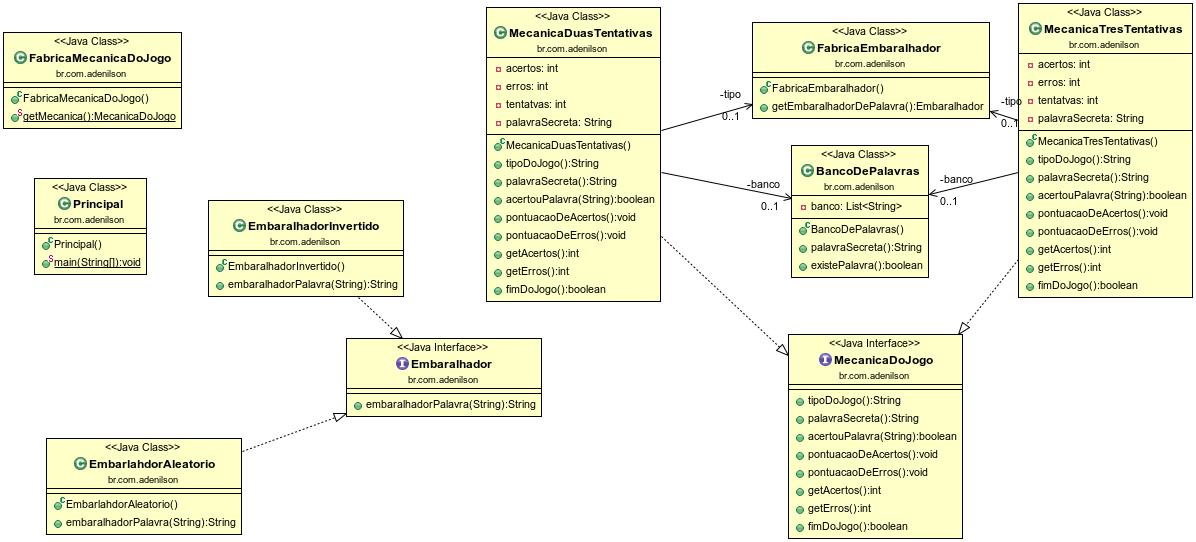 <<Java Class>>
FabricaMecanicaDoJogo
br.com.adenilson
FabricaMecanicaDoJogo()
getMecanica():MecanicaDoJogo
<<Java Class>>
Principal
br.com.adenilson
Principal()
main(String[]):void
<<Java Class>>
EmbaralhadorInvertido
br.com.adenilson
EmbaralhadorInvertido()
embaralhadorPalavra(String):String
<<Java Interface>>
Embaralhador
br.com.adenilson
embaralhadorPalavra(String):String
<<Java Class>>
EmbarlahdorAleatorio
br.com.adenilson
EmbarlahdorAleatorio()
embaralhadorPalavra(String):String
<<Java Class>>
MecanicaDuasTentativas
br.com.adenilson
acertos: int
erros: int
tentatvas: int
palavraSecreta: String
MecanicaDuasTentativas()
tipoDoJogo():String
palavraSecreta():String
acertouPalavra(String):boolean
pontuacaoDeAcertos():void
pontuacaoDeErros():void
getAcertos():int
getErros():int
fimDoJogo():boolean
-tipo
0..1
-banco
0..1
<<Java Class>>
FabricaEmbaralhador
br.com.adenilson
FabricaEmbaralhador()
getEmbaralhadorDePalavra():Embaralhador
<<Java Class>>
BancoDePalavras
br.com.adenilson
banco: List<String>
BancoDePalavras()
palavraSecreta():String
existePalavra():boolean
<<Java Interface>>
MecanicaDoJogo
br.com.adenilson
tipoDoJogo():String
palavraSecreta():String
acertouPalavra(String):boolean
pontuacaoDeAcertos():void
pontuacaoDeErros():void
getAcertos():int
getErros():int
fimDoJogo():boolean
-tipo
0..1
-banco
0..1
<<Java Class>>
MecanicaTresTentativas
br.com.adenilson
acertos: int
erros: int
tentatvas: int
palavraSecreta: String
MecanicaTresTentativas()
tipoDoJogo():String
palavraSecreta():String
acertouPalavra(String):boolean
pontuacaoDeAcertos():void
pontuacaoDeErros():void
getAcertos():int
getErros():int
fimDoJogo():boolean